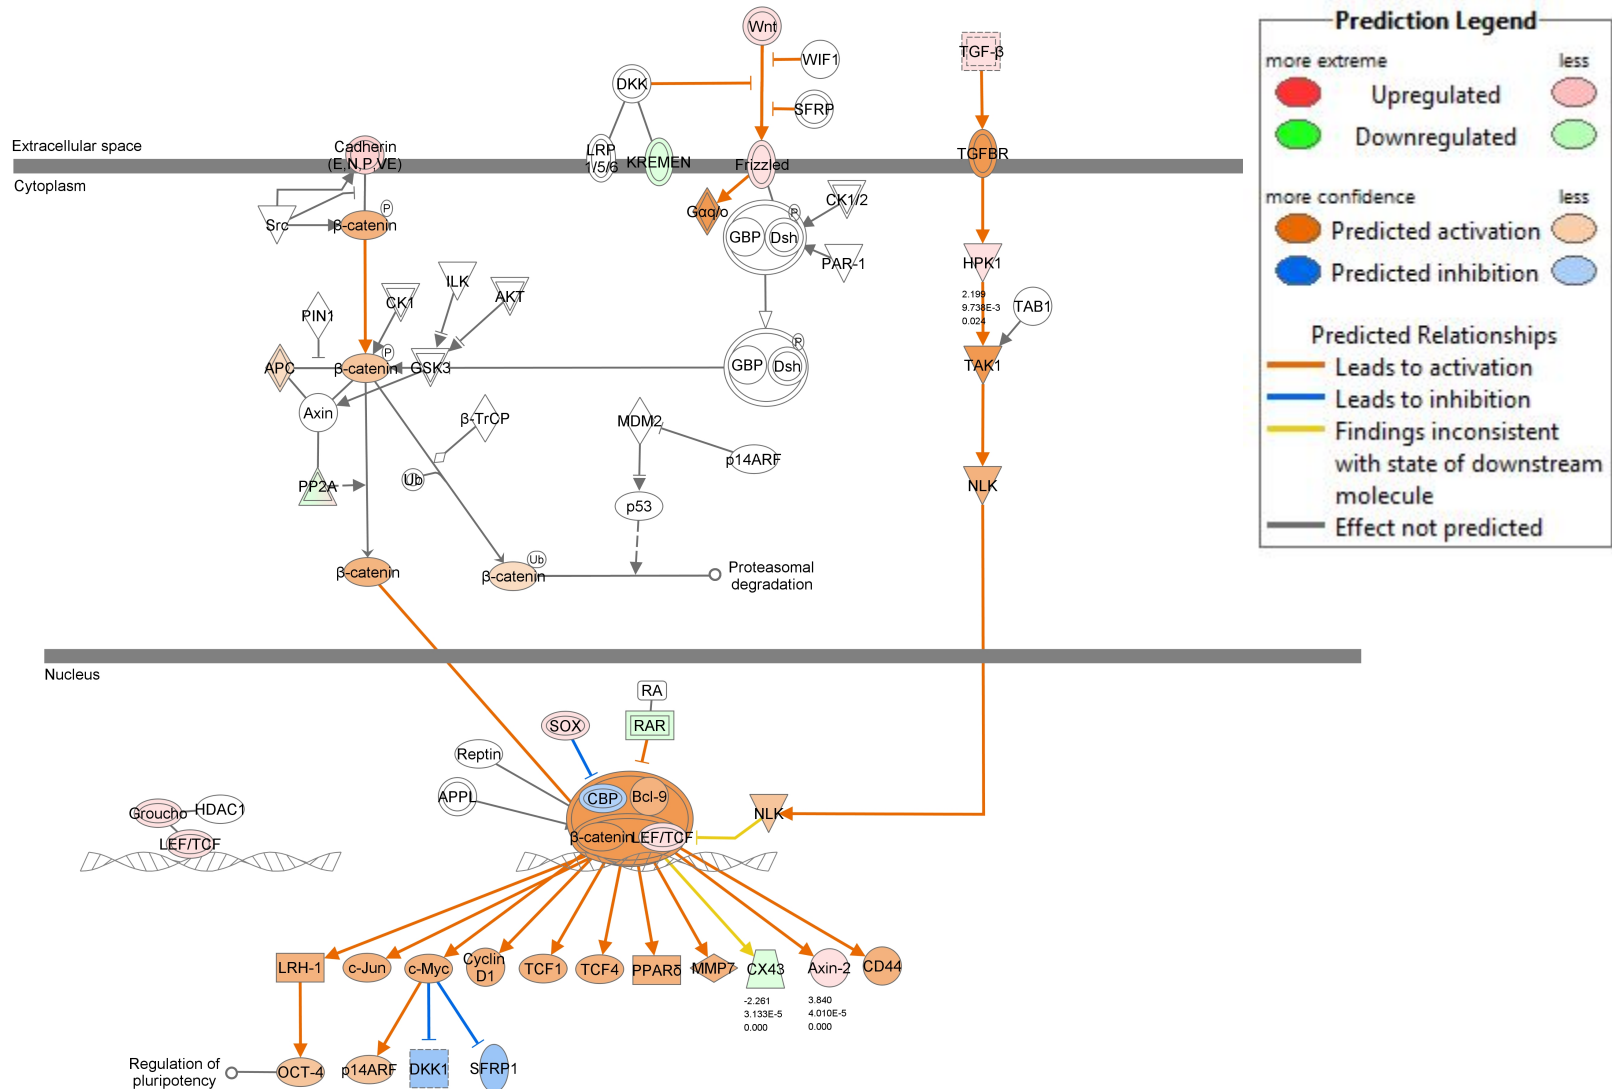 Wnt
WIF1
DKK
SFRP
TGF-β
Extracellular space
Cytoplasm
Cadherin
(E,N,P,VE)
LRP
1/5/6
KREMEN
Frizzled
TGFBR
Src
P
β-catenin
Gαq/o
CK1/2
P
GBP
Dsh
PAR-1
HPK1
2.199
9.738E-3
0.024
TAB1
ILK
AKT
CK1
PIN1
P
APC
β-catenin
GSK3
P
GBP
Dsh
TAK1
Axin
β-TrCP
MDM2
p14ARF
Ub
PP2A
p53
NLK
Ub
β-catenin
β-catenin
Proteasomal
degradation
Nucleus
RA
SOX
RAR
Reptin
APPL
CBP
Bcl-9
β-catenin
LEF/TCF
NLK
Groucho
HDAC1
LEF/TCF
LRH-1
c-Jun
c-Myc
Cyclin
D1
TCF1
TCF4
PPARδ
MMP7
CX43
Axin-2
CD44
-2.261
3.133E-5
0.000
3.840
4.010E-5
0.000
Regulation of
pluripotency
OCT-4
p14ARF
DKK1
SFRP1
Prediction Legend
more extreme
less
Upregulated
Downregulated
more confidence
less
Predicted activation
Predicted inhibition
Predicted Relationships
Leads to activation
Leads to inhibition
Findings inconsistent
with state of downstream
molecule
Effect not predicted